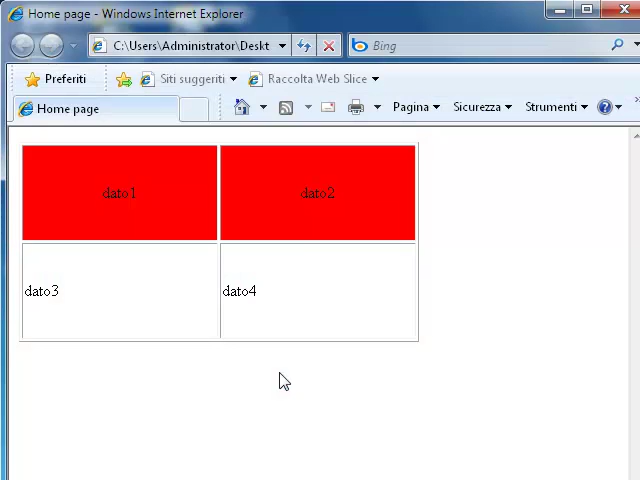 Home page - Windows Internet Explorer
C:\Users\Administrator\Deskt
Bing
Preferiti
Siti suggeriti
Raccolta Web Slice
Home page
Pagina
Sicurezza
Strumenti
dato1
dato2
dato3
dato4